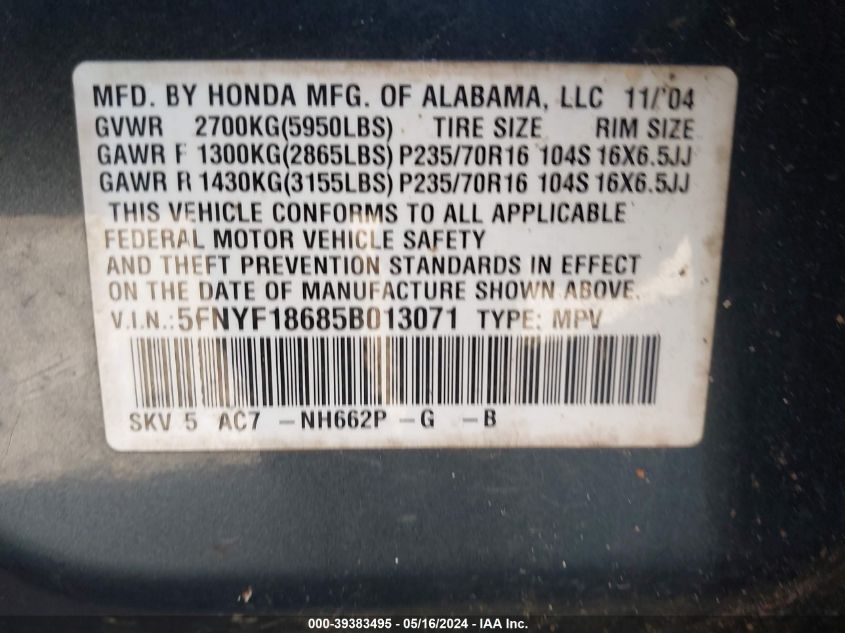 MFD. BY HONDA MFG. OF ALABAMA, LLC 11/'04
GVWR 2700KG(5950LBS) TIRE SIZE RIM SIZE
GAWR F 1300KG(2865LBS) P235/70R16 104S 16X6.5JJ
GAWR R 1430KG(3155LBS) P235/70R16 104S 16X6.5JJ
THIS VEHICLE CONFORMS TO ALL APPLICABLE
FEDERAL MOTOR VEHICLE SAFETY
AND THEFT PREVENTION STANDARDS IN EFFECT
ON THE DATE OF MANUFACTURE SHOWN ABOVE.
V.I.N.:5FNYF18685B013071 TYPE: MPV
SKV 5 AC7 -NH662P -G -B
000-39383495 - 05/16/2024 - IAA Inc.